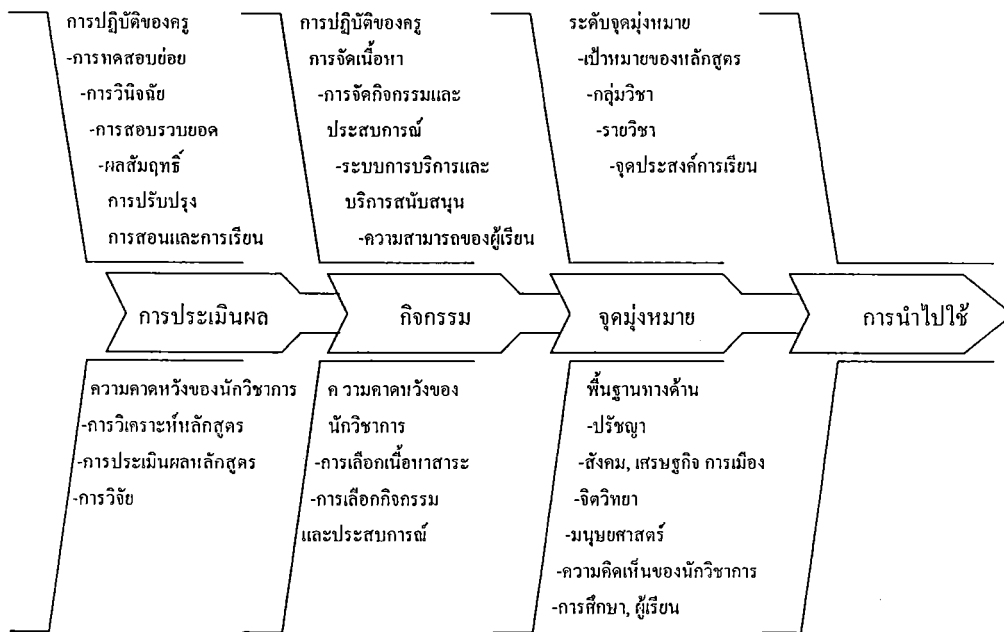 การปฏิบัติของครู
-การทดสอบย่อย
-การวินิจฉัย
-การสอบรวบยอด
-ผลสัมฤทธิ์
การปรับปรุง
การสอนและการเรียน
การปฏิบัติของครู
การจัดเนื้อหา
-การจัดกิจกรรมและ
ประสบการณ์
-ระบบการบริการและ
บริการสนับสนุน
-ความสามารถของผู้เรียน
ระดับจุดมุ่งหมาย
-เป้าหมายของหลักสูตร
-กลุ่มวิชา
-รายวิชา
-จุดประสงค์การเรียน
การประเมินผล
กิจกรรม
จุดมุ่งหมาย
การนำไปใช้
ความคาดหวังของนักวิชาการ
-การวิเคราะห์หลักสูตร
-การประเมินผลหลักสูตร
-การวิจัย
ความคาดหวังของ
นักวิชาการ
-การเลือกเนื้อหาสาระ
-การเลือกกิจกรรม
และประสบการณ์
พื้นฐานทางด้าน
-ปรัชญา
-สังคม, เศรษฐกิจ การเมือง
-จิตวิทยา
-มนุษยศาสตร์
-ความคิดเห็นของนักวิชาการ
-การศึกษา, ผู้เรียน